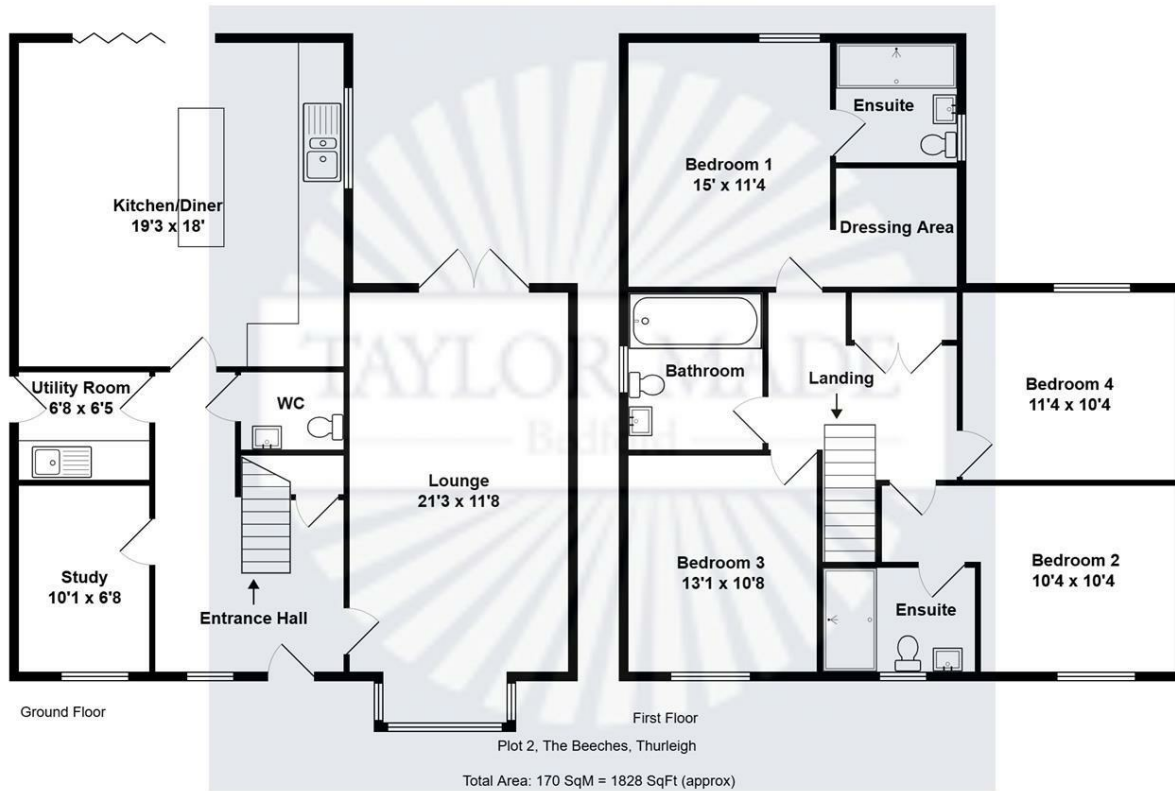 Kitchen/Diner
19'3 x 18'
Utility Room
6'8 x 6'5
WC
Lounge
21'3 x 11'8
Study
10'1 x 6'8
Entrance Hall
Ground Floor
Bedroom 1
15' x 11'4
Ensuite
Dressing Area
Bathroom
Landing
Bedroom 4
11'4 x 10'4
Bedroom 3
13'1 x 10'8
Ensuite
Bedroom 2
10'4 x 10'4
First Floor
TAYLOR MADE
Bedford
Plot 2, The Beeches, Thurleigh
Total Area: 170 SqM = 1828 SqFt (approx)